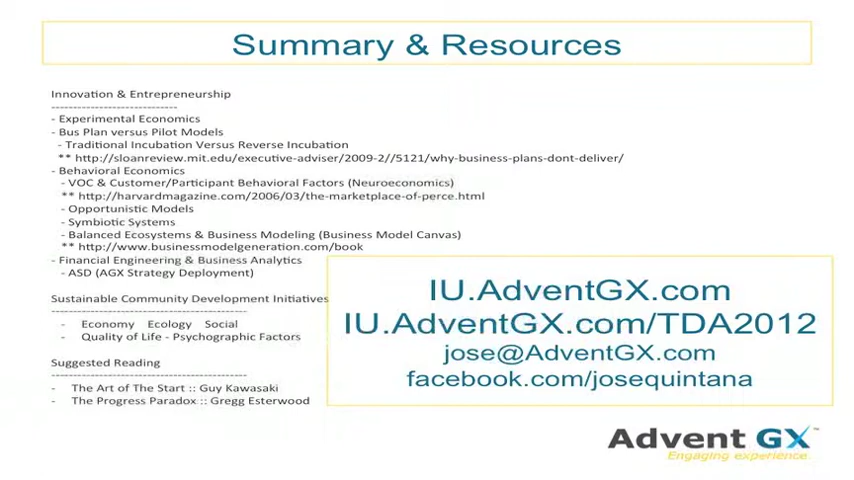 Summary & Resources
Innovation & Entrepreneurship
-----------------------------
- Experimental Economics
- Bus Plan versus Pilot Models
- Traditional Incubation Versus Reverse Incubation
** http://sloanreview.mit.edu/executive-adviser/2009-2//5121/why-business-plans-dont-deliver/
- Behavioral Economics
- VOC & Customer/Participant Behavioral Factors (Neuroeconomics)
** http://harvardmagazine.com/2006/03/the-marketplace-of-perce.html
- Opportunistic Models
- Symbiotic Systems
- Balanced Ecosystems & Business Modeling (Business Model Canvas)
** http://www.businessmodelgeneration.com/book
- Financial Engineering & Business Analytics
- ASD (AGX Strategy Deployment)
Sustainable Community Development Initiatives
---------------------------------------------
- Economy Ecology Social
- Quality of Life - Psychographic Factors
Suggested Reading
---------------------------------------------
- The Art of The Start :: Guy Kawasaki
- The Progress Paradox :: Gregg Esterwood
IU.AdventGX.com
IU.AdventGX.com/TDA2012
jose@AdventGX.com
facebook.com/josequintana
Advent GX™
Engaging experience.